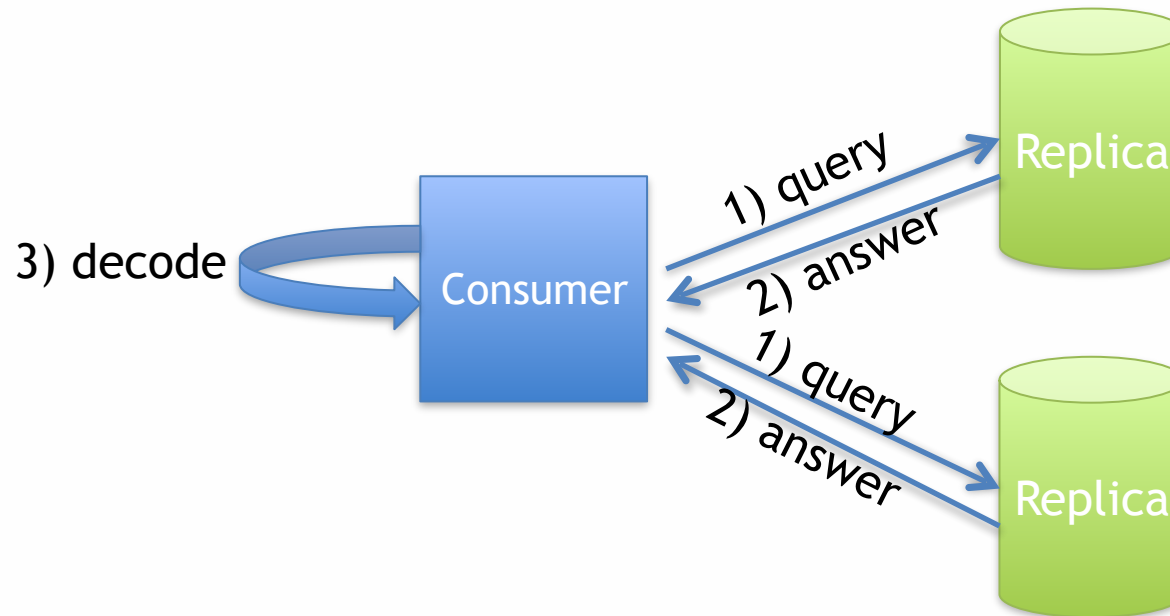 Replica
1) query
2) answer
3) decode
Consumer
1) query
2) answer
Replica